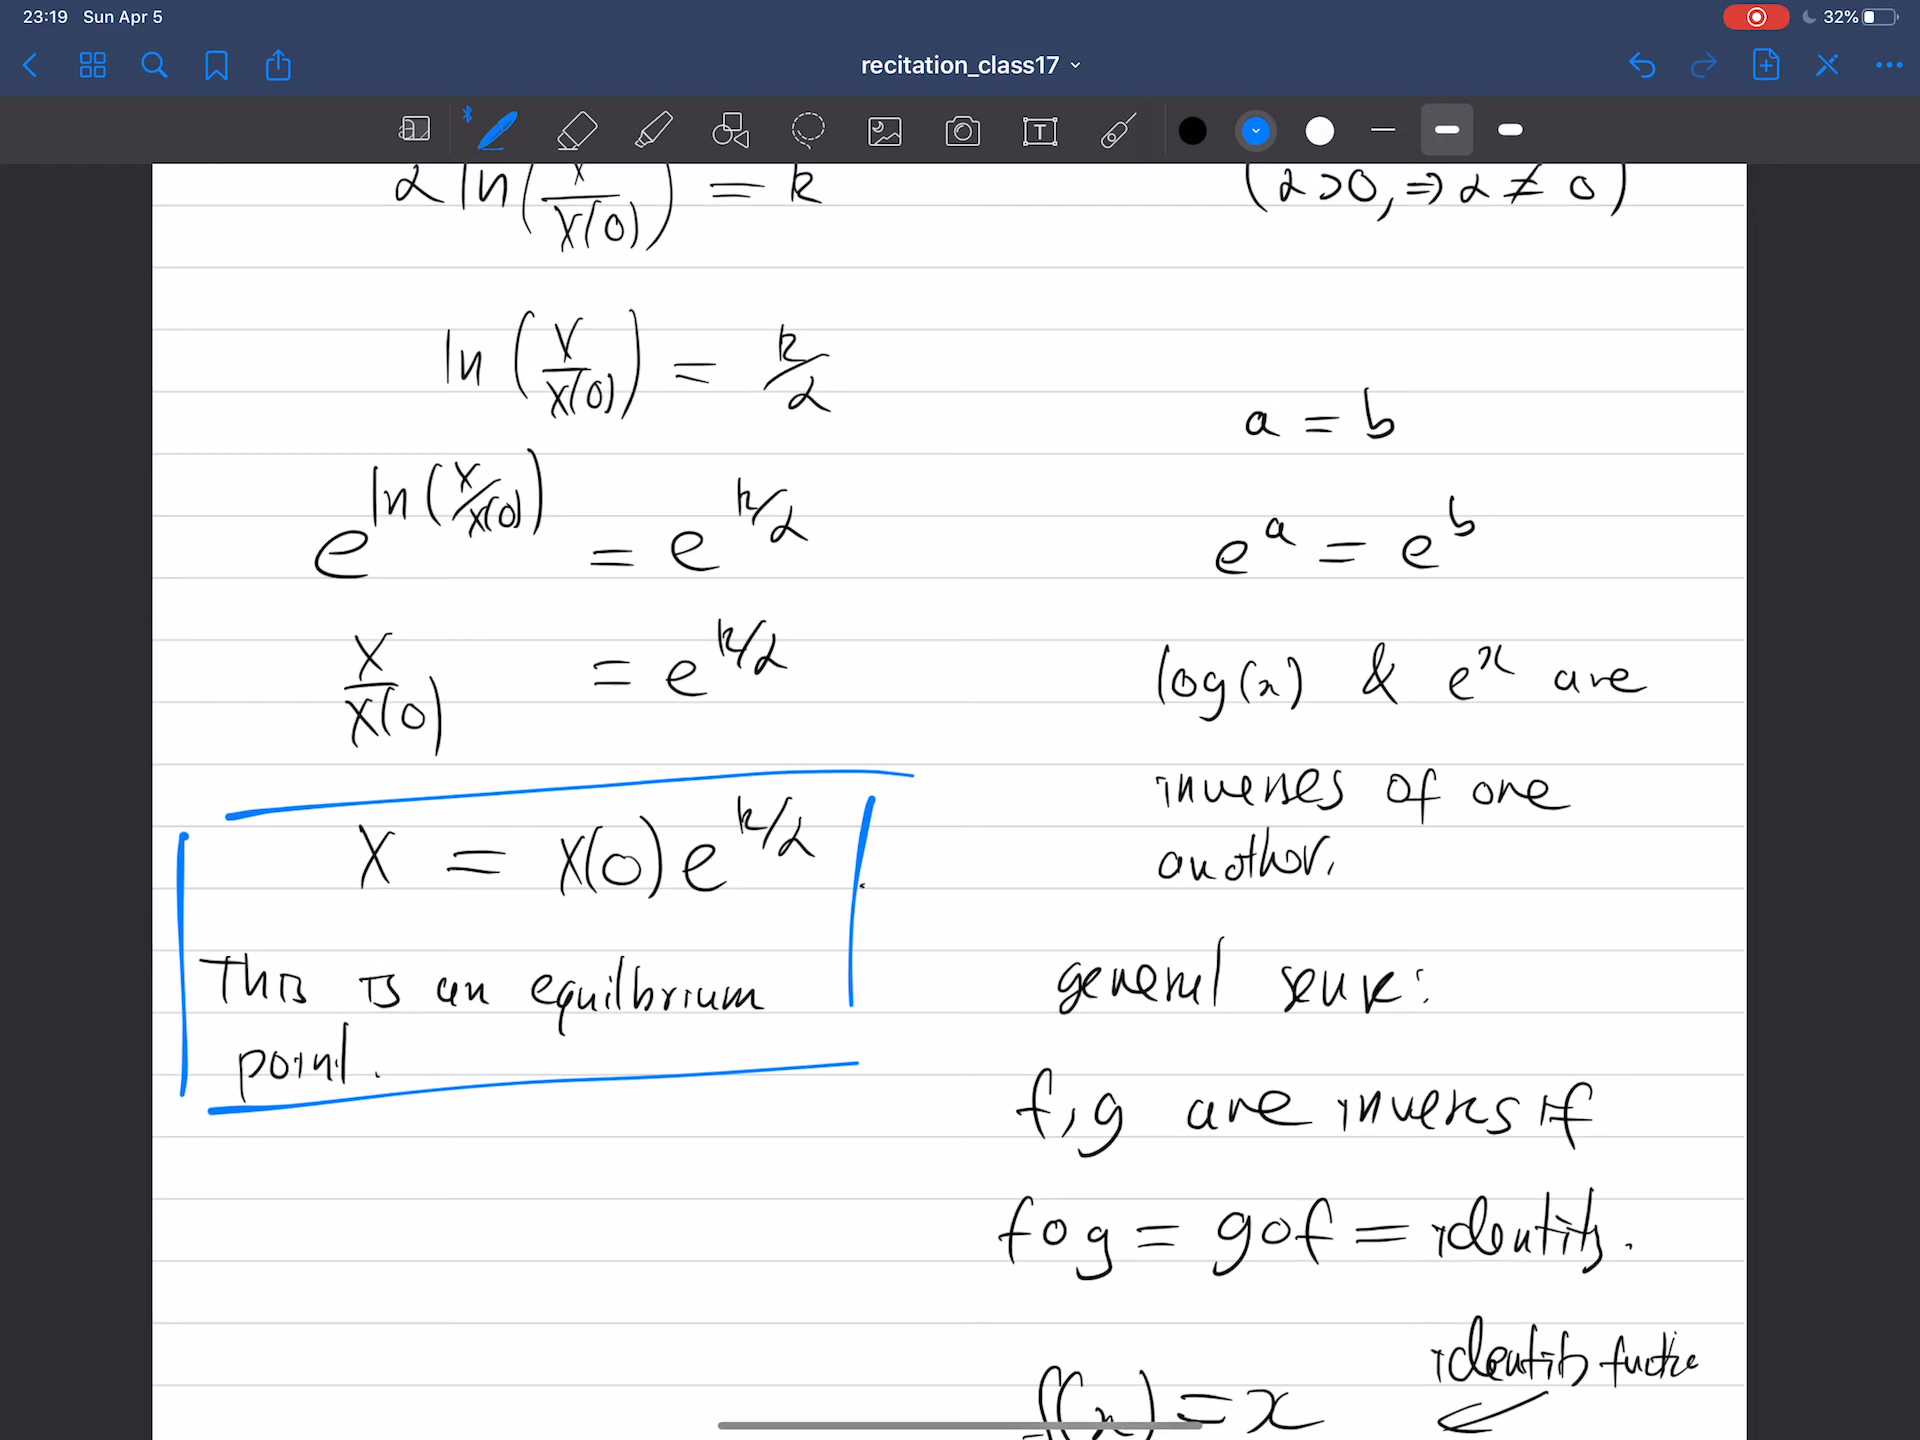 23:19 Sun Apr 5
32%
recitation_class17
α ln(X/X(0)) = k
(α>0, ⇒ α ≠ 0)
ln(X/X(0)) = k/α
a = b
e^ln(X/X(0)) = e^k/α
e^a = e^b
X/X(0) = e^k/α
log(x) & e^x are
inverses of one
another.
X = X(0) e^k/α
This is an equilibrium
point.
general sense:
f, g are inverses if
f∘g = g∘f = identity.
identity function
f(x) = x